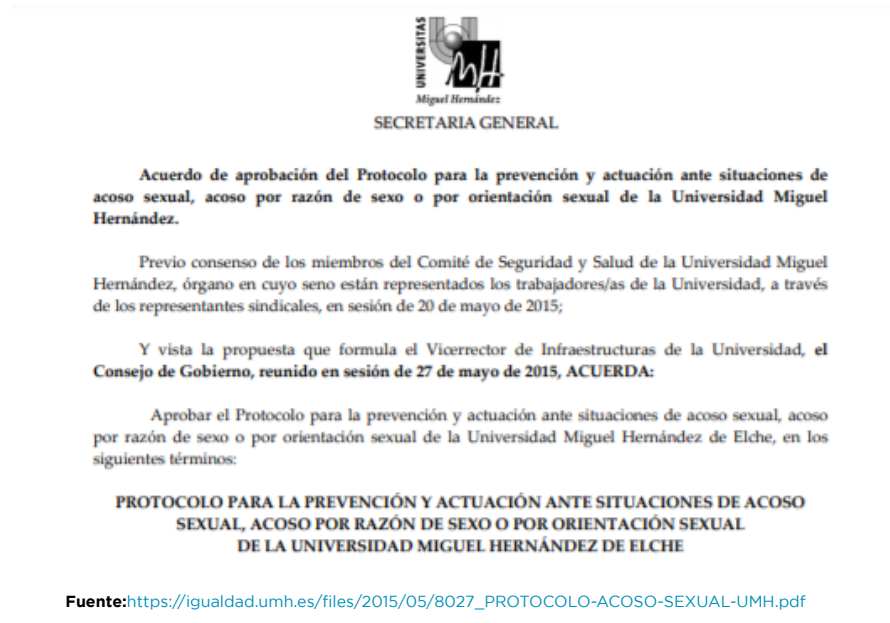 UNIVERSITAS
Miguel Hernández
SECRETARIA GENERAL
Acuerdo de aprobación del Protocolo para la prevención y actuación ante situaciones de
acoso sexual, acoso por razón de sexo o por orientación sexual de la Universidad Miguel
Hernández.
Previo consenso de los miembros del Comité de Seguridad y Salud de la Universidad Miguel
Hernández, órgano en cuyo seno están representados los trabajadores/as de la Universidad, a través
de los representantes sindicales, en sesión de 20 de mayo de 2015;
Y vista la propuesta que formula el Vicerrector de Infraestructuras de la Universidad, el
Consejo de Gobierno, reunido en sesión de 27 de mayo de 2015, ACUERDA:
Aprobar el Protocolo para la prevención y actuación ante situaciones de acoso sexual, acoso
por razón de sexo o por orientación sexual de la Universidad Miguel Hernández de Elche, en los
siguientes términos:
PROTOCOLO PARA LA PREVENCIÓN Y ACTUACIÓN ANTE SITUACIONES DE ACOSO
SEXUAL, ACOSO POR RAZÓN DE SEXO O POR ORIENTACIÓN SEXUAL
DE LA UNIVERSIDAD MIGUEL HERNÁNDEZ DE ELCHE
Fuente:https://igualdad.umh.es/files/2015/05/8027_PROTOCOLO-ACOSO-SEXUAL-UMH.pdf